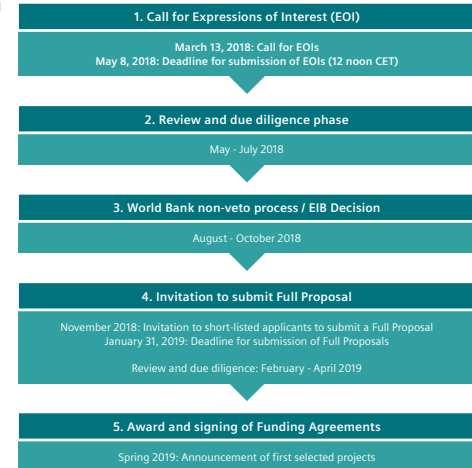 1. Call for Expressions of Interest (EOI)
March 13, 2018: Call for EOIs
May 8, 2018: Deadline for submission of EOIs (12 noon CET)
2. Review and due diligence phase
May - July 2018
3. World Bank non-veto process / EIB Decision
August - October 2018
4. Invitation to submit Full Proposal
November 2018: Invitation to short-listed applicants to submit a Full Proposal
January 31, 2019: Deadline for submission of Full Proposals
Review and due diligence: February - April 2019
5. Award and signing of Funding Agreements
Spring 2019: Announcement of first selected projects